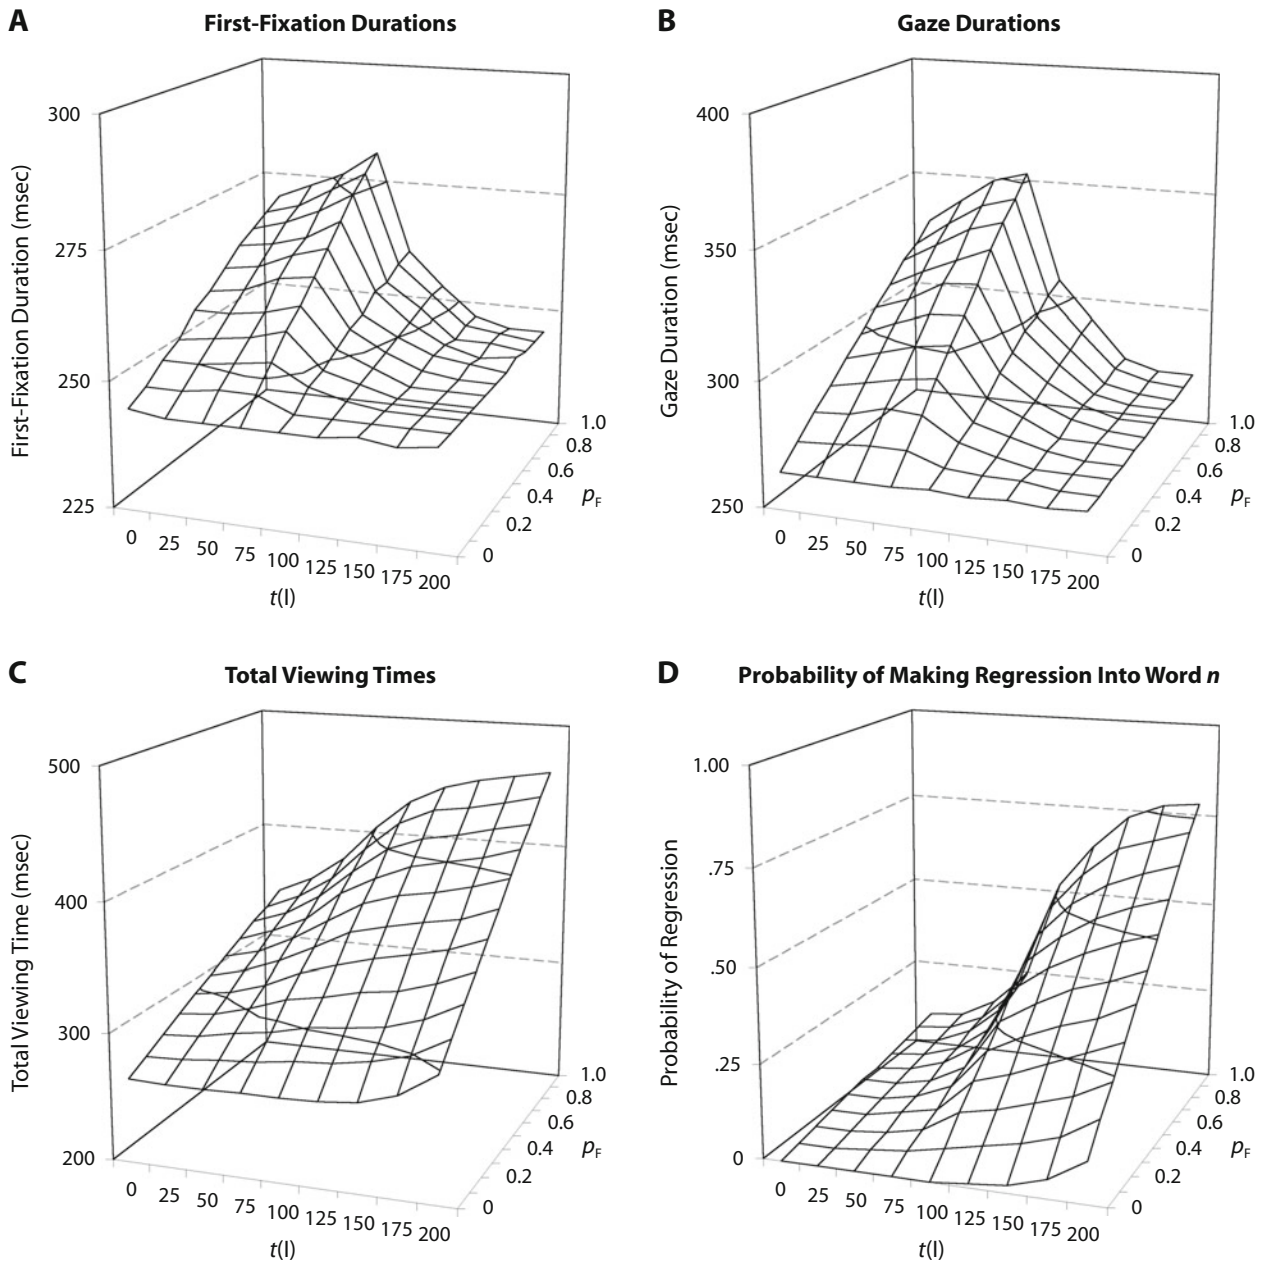 A
First-Fixation Durations
First-Fixation Duration (msec)
300
275
250
225
0 25 50 75 100 125 150 175 200
t(I)
1.0
0.8
0.6
0.4
0.2
0
pF
B
Gaze Durations
Gaze Duration (msec)
400
350
300
250
0 25 50 75 100 125 150 175 200
t(I)
1.0
0.8
0.6
0.4
0.2
0
pF
C
Total Viewing Times
Total Viewing Time (msec)
500
400
300
200
0 25 50 75 100 125 150 175 200
t(I)
1.0
0.8
0.6
0.4
0.2
0
pF
D
Probability of Making Regression Into Word n
Probability of Regression
1.00
.75
.50
.25
0
0 25 50 75 100 125 150 175 200
t(I)
1.0
0.8
0.6
0.4
0.2
0
pF